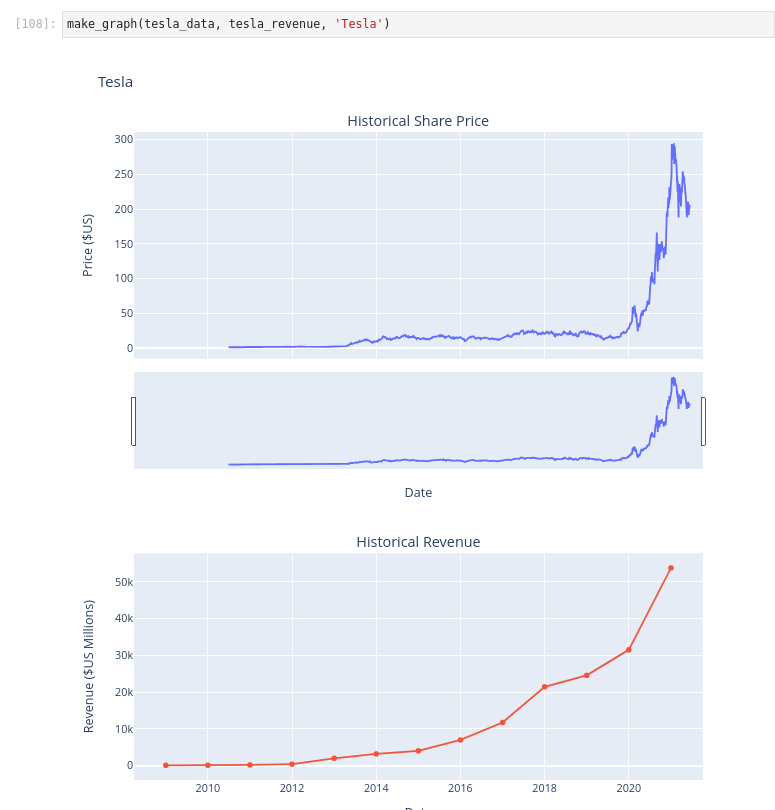 [108]: make_graph(tesla_data, tesla_revenue, 'Tesla')
Tesla
Historical Share Price
300
250
200
150
100
50
0
Price ($US)
Date
Historical Revenue
50k
40k
30k
20k
10k
0
Revenue ($US Millions)
2010 2012 2014 2016 2018 2020